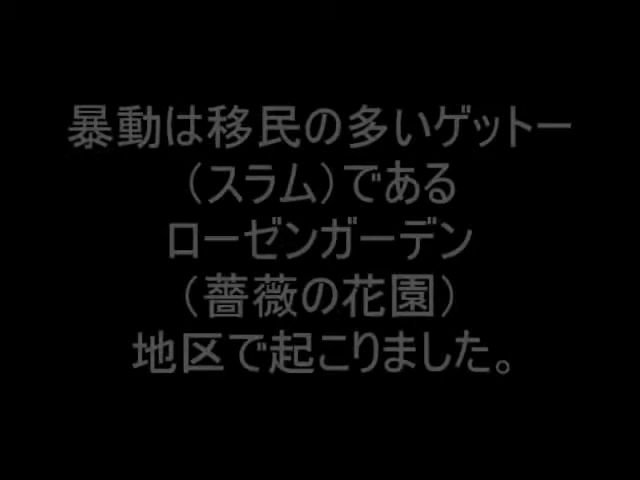 暴動は移民の多いゲットー
（スラム）である
ローゼンガーデン
（薔薇の花園）
地区で起こりました。